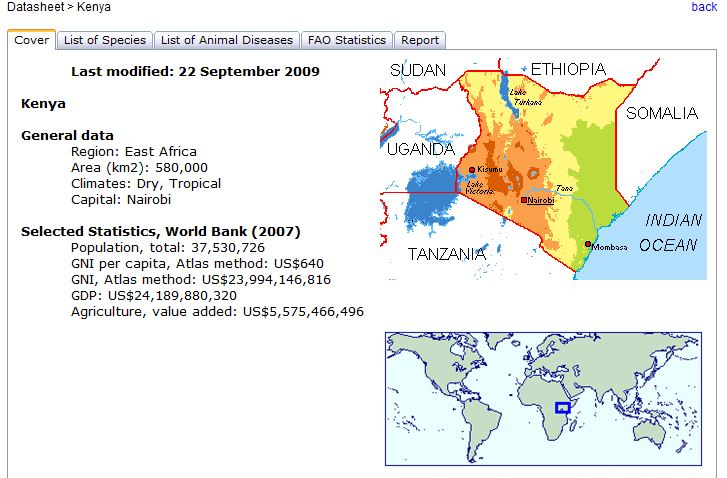 Datasheet > Kenya
back
Cover
List of Species
List of Animal Diseases
FAO Statistics
Report
Last modified: 22 September 2009
Kenya
General data
Region: East Africa
Area (km2): 580,000
Climates: Dry, Tropical
Capital: Nairobi
Selected Statistics, World Bank (2007)
Population, total: 37,530,726
GNI per capita, Atlas method: US$640
GNI, Atlas method: US$23,994,146,816
GDP: US$24,189,880,320
Agriculture, value added: US$5,575,466,496
SUDAN
ETHIOPIA
Lake
Turkana
SOMALIA
UGANDA
Kisumu
Lake
Victoria
Tana
Nairobi
INDIAN
OCEAN
Mombasa
TANZANIA